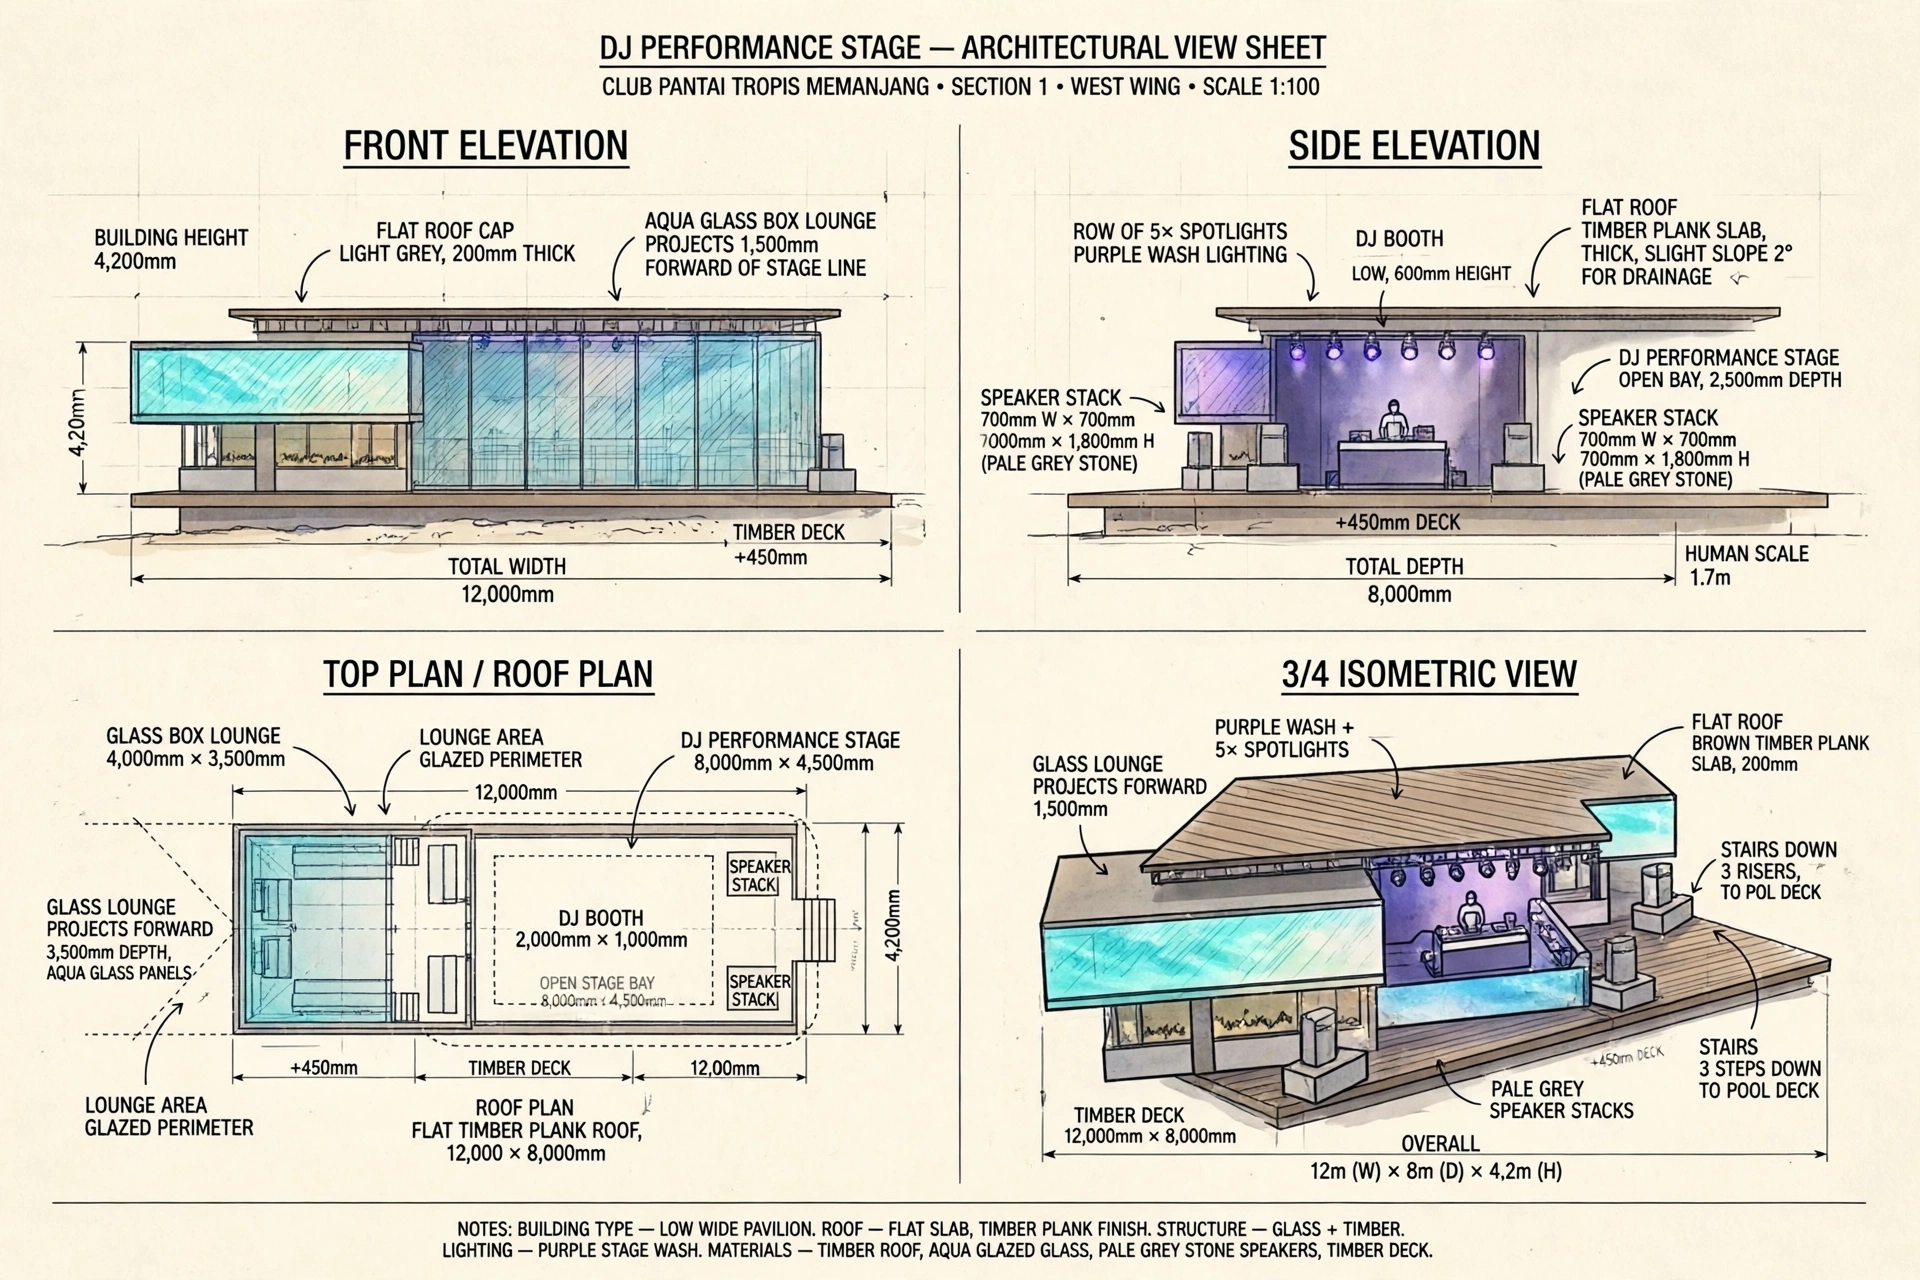 DJ PERFORMANCE STAGE — ARCHITECTURAL VIEW SHEET
CLUB PANTAI TROPIS MEMANJANG • SECTION 1 • WEST WING • SCALE 1:100
FRONT ELEVATION
BUILDING HEIGHT
4,200mm
FLAT ROOF CAP
LIGHT GREY, 200mm THICK
AQUA GLASS BOX LOUNGE
PROJECTS 1,500mm
FORWARD OF STAGE LINE
4,20mm
TIMBER DECK
+450mm
TOTAL WIDTH
12,000mm
SIDE ELEVATION
ROW OF 5× SPOTLIGHTS
PURPLE WASH LIGHTING
DJ BOOTH
LOW, 600mm HEIGHT
FLAT ROOF
TIMBER PLANK SLAB,
THICK, SLIGHT SLOPE 2°
FOR DRAINAGE
DJ PERFORMANCE STAGE
OPEN BAY, 2,500mm DEPTH
SPEAKER STACK
700mm W × 700mm
7000mm × 1,800mm H
(PALE GREY STONE)
SPEAKER STACK
700mm W × 700mm
700mm × 1,800mm H
(PALE GREY STONE)
+450mm DECK
TOTAL DEPTH
8,000mm
HUMAN SCALE
1.7m
TOP PLAN / ROOF PLAN
GLASS BOX LOUNGE
4,000mm × 3,500mm
LOUNGE AREA
GLAZED PERIMETER
DJ PERFORMANCE STAGE
8,000mm × 4,500mm
12,000mm
SPEAKER
STACK
GLASS LOUNGE
PROJECTS FORWARD
3,500mm DEPTH,
AQUA GLASS PANELS
DJ BOOTH
2,000mm × 1,000mm
4,200mm
OPEN STAGE BAY
8,000mm × 4,500mm
SPEAKER
STACK
+450mm
TIMBER DECK
12,00mm
LOUNGE AREA
GLAZED PERIMETER
ROOF PLAN
FLAT TIMBER PLANK ROOF,
12,000 × 8,000mm
3/4 ISOMETRIC VIEW
PURPLE WASH +
5× SPOTLIGHTS
FLAT ROOF
BROWN TIMBER PLANK
SLAB, 200mm
GLASS LOUNGE
PROJECTS FORWARD
1,500mm
STAIRS DOWN
3 RISERS,
TO POL DECK
+450mm DECK
STAIRS
3 STEPS DOWN
TO POOL DECK
PALE GREY
SPEAKER STACKS
TIMBER DECK
12,000mm × 8,000mm
OVERALL
12m (W) × 8m (D) × 4,2m (H)
NOTES: BUILDING TYPE — LOW WIDE PAVILION. ROOF — FLAT SLAB, TIMBER PLANK FINISH. STRUCTURE — GLASS + TIMBER.
LIGHTING — PURPLE STAGE WASH. MATERIALS — TIMBER ROOF, AQUA GLAZED GLASS, PALE GREY STONE SPEAKERS, TIMBER DECK.